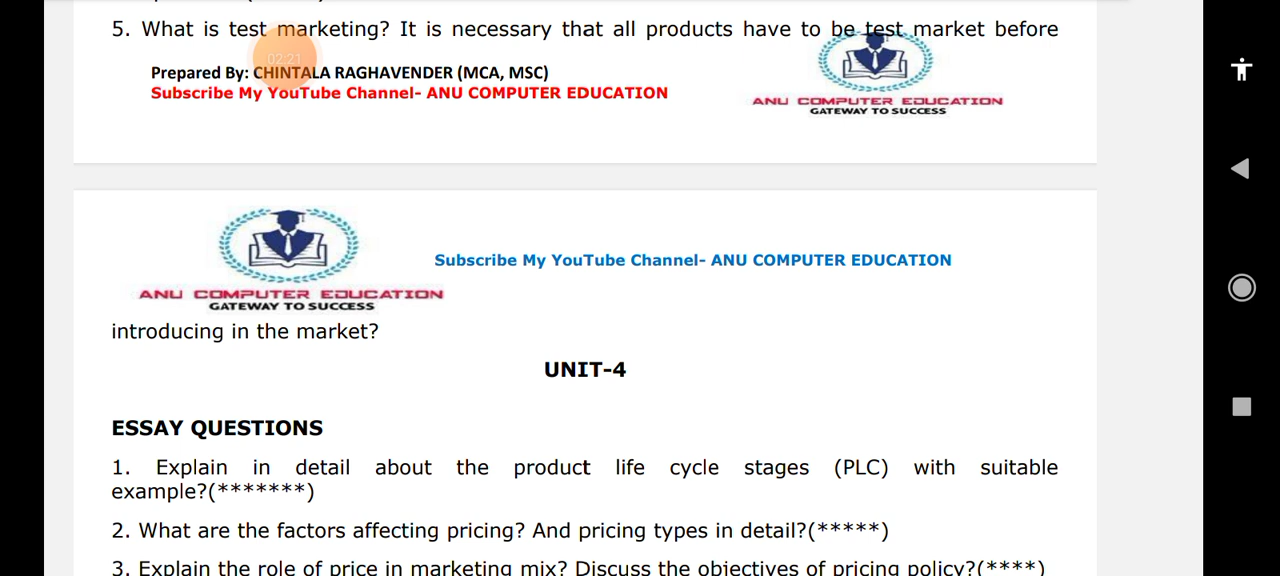 5. What is test marketing? It is necessary that all products have to be test market before
02:21
Prepared By: CHINTALA RAGHAVENDER (MCA, MSC)
Subscribe My YouTube Channel- ANU COMPUTER EDUCATION
ANU COMPUTER EDUCATION
GATEWAY TO SUCCESS
Subscribe My YouTube Channel- ANU COMPUTER EDUCATION
ANU COMPUTER EDUCATION
GATEWAY TO SUCCESS
introducing in the market?
UNIT-4
ESSAY QUESTIONS
1. Explain in detail about the product life cycle stages (PLC) with suitable
example?(*******)
2. What are the factors affecting pricing? And pricing types in detail?(*****)
3. Explain the role of price in marketing mix? Discuss the objectives of pricing policy?(****)